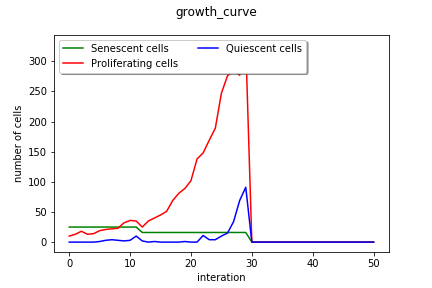 growth_curve
Senescent cells
Proliferating cells
Quiescent cells
number of cells
300
250
200
150
100
50
0
0 10 20 30 40 50
interation